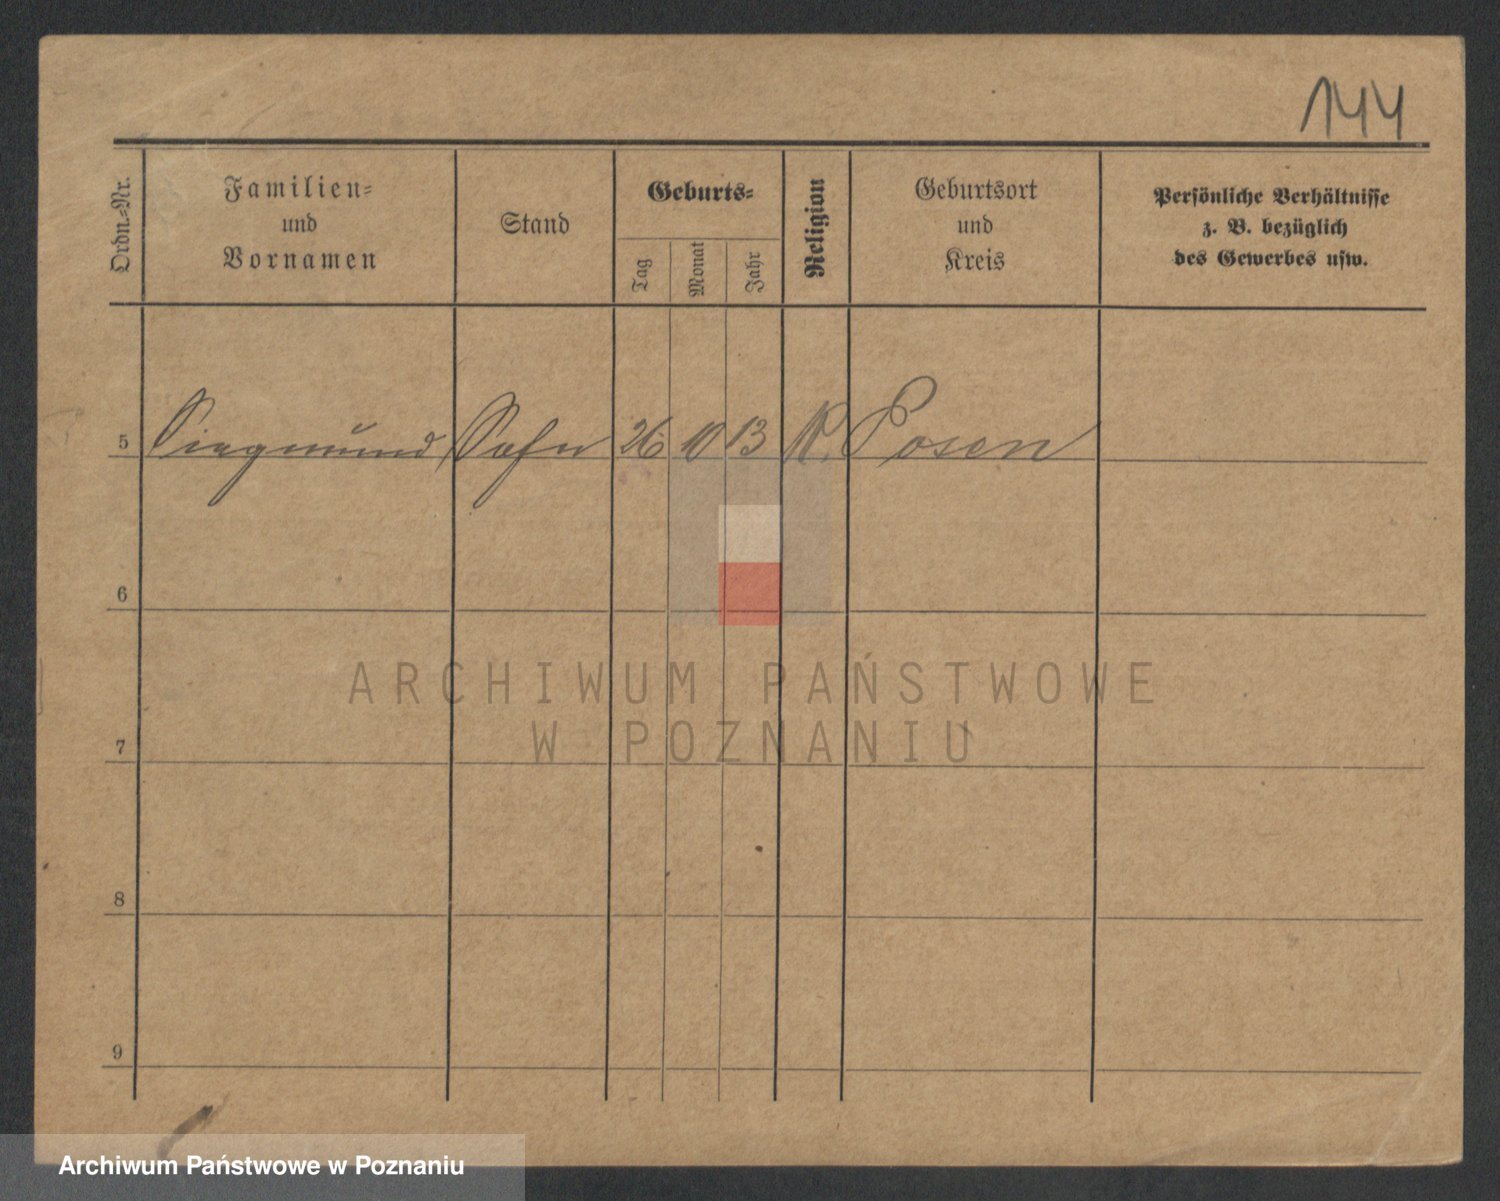 144
Ordn.-Nr.
Familien-
und
Vornamen
Stand
Geburts-
Tag
Monat
Jahr
Religion
Geburtsort
und
Kreis
Persönliche Verhältnisse
z. B. bezüglich
des Gewerbes usw.
5 Siegmund Sohn 26 10 13 K. Posen
6
7
8
9
ARCHIWUM PAŃSTWOWE
W POZNANIU
Archiwum Państwowe w Poznaniu